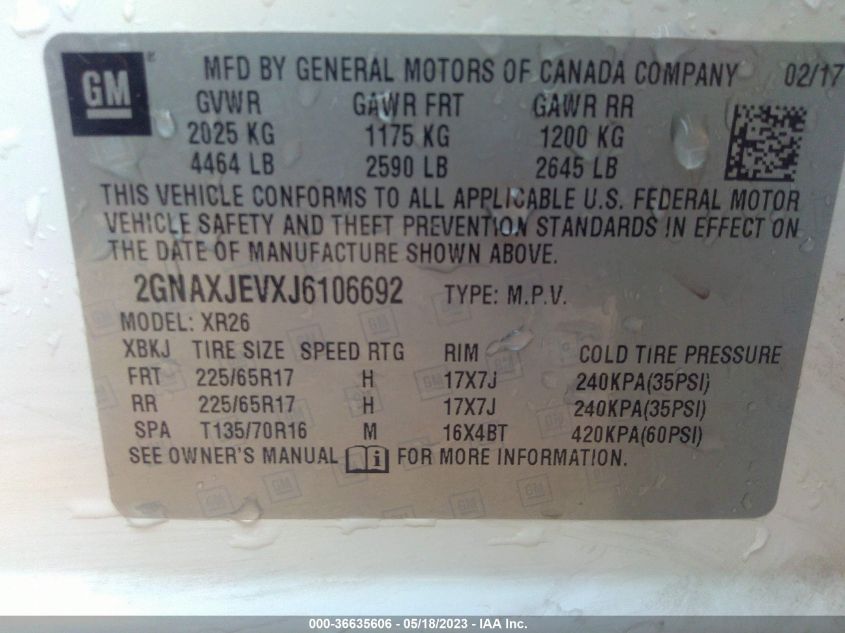 GM MFD BY GENERAL MOTORS OF CANADA COMPANY 02/17
GVWR GAWR FRT GAWR RR
2025 KG 1175 KG 1200 KG
4464 LB 2590 LB 2645 LB
THIS VEHICLE CONFORMS TO ALL APPLICABLE U.S. FEDERAL MOTOR
VEHICLE SAFETY AND THEFT PREVENTION STANDARDS IN EFFECT ON
THE DATE OF MANUFACTURE SHOWN ABOVE.
2GNAXJEVXJ6106692 TYPE: M.P.V.
MODEL: XR26
XBKJ TIRE SIZE SPEED RTG RIM COLD TIRE PRESSURE
FRT 225/65R17 H 17X7J 240KPA(35PSI)
RR 225/65R17 H 17X7J 240KPA(35PSI)
SPA T135/70R16 M 16X4BT 420KPA(60PSI)
SEE OWNER'S MANUAL i FOR MORE INFORMATION.
000-36635606 - 05/18/2023 - IAA Inc.